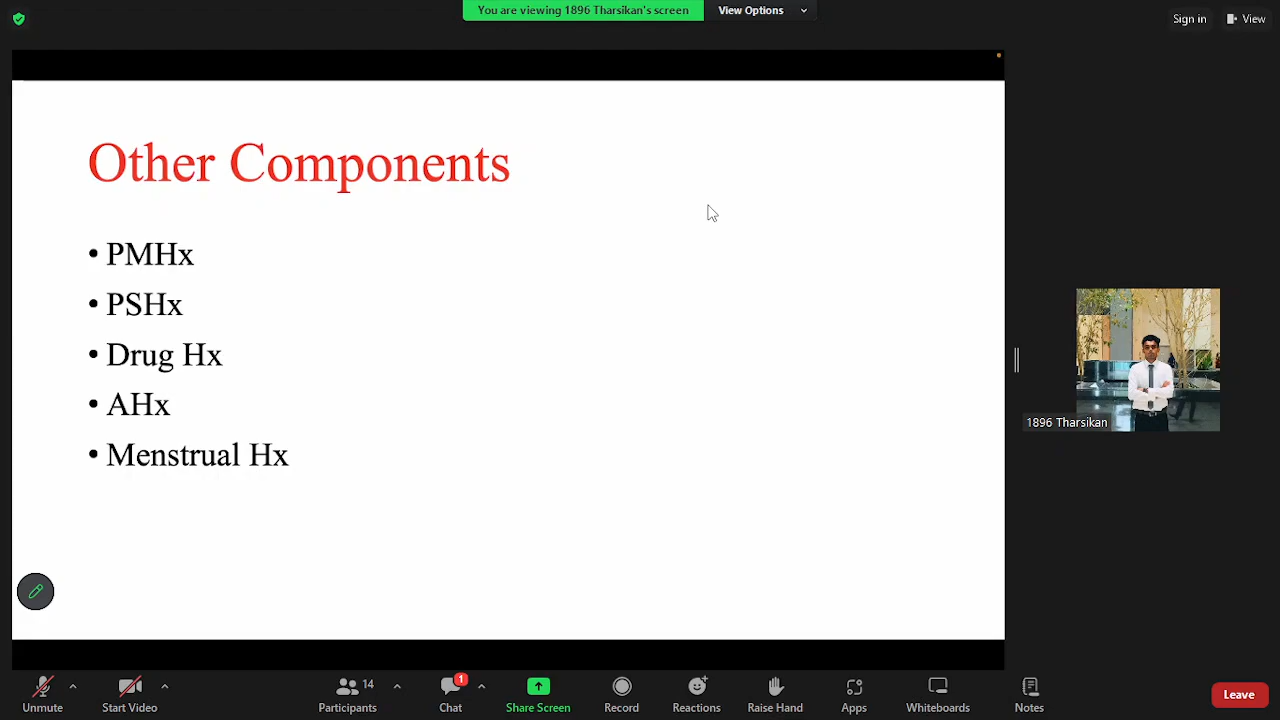 You are viewing 1896 Tharsikan's screen
View Options
Sign in
View
Other Components
• PMHx
• PSHx
• Drug Hx
• AHx
• Menstrual Hx
1896 Tharsikan
Unmute
Start Video
Participants
14
Chat
1
Share Screen
Record
Reactions
Raise Hand
Apps
Whiteboards
Notes
Leave